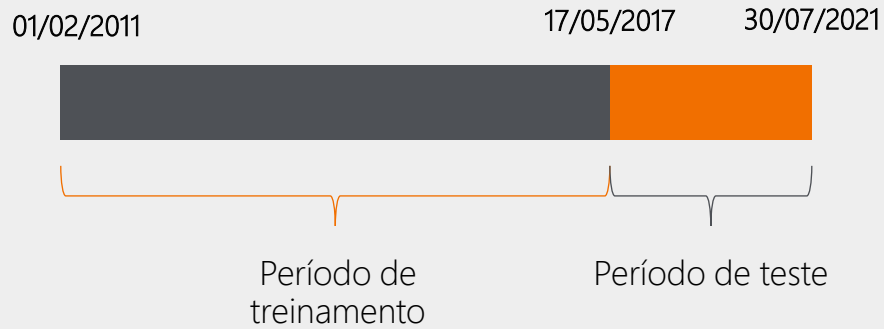 01/02/2011
17/05/2017
30/07/2021
Período de
treinamento
Período de teste